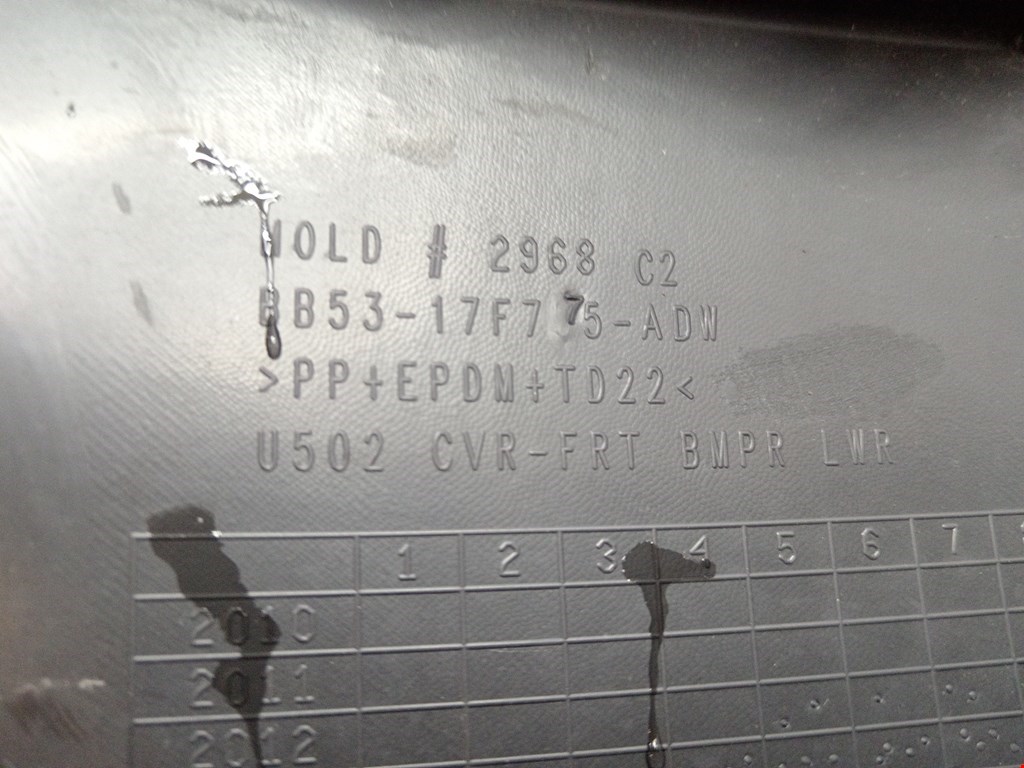 MOLD # 2968 C2
BB53-17F775-ADW
>PP+EPDM+TD22<
U502 CVR-FRT BMPR LWR
1 2 3 4 5 6 7
2010
2011
2012